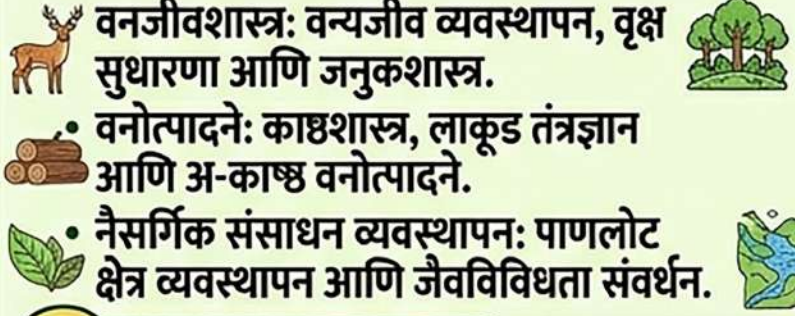 वनजीवशास्त्र: वन्यजीव व्यवस्थापन, वृक्ष
सुधारणा आणि जनुकशास्त्र.
• वनोत्पादने: काष्ठशास्त्र, लाकूड तंत्रज्ञान
आणि अ-काष्ठ वनोत्पादने.
• नैसर्गिक संसाधन व्यवस्थापन: पाणलोट
क्षेत्र व्यवस्थापन आणि जैवविविधता संवर्धन.